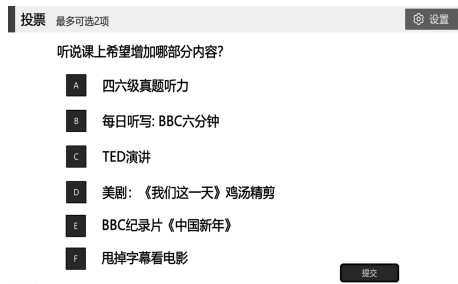 投票 最多可选2项 设置
听说课上希望增加哪部分内容?
A 四六级真题听力
B 每日听写: BBC六分钟
C TED演讲
D 美剧：《我们这一天》鸡汤精剪
E BBC纪录片《中国新年》
F 甩掉字幕看电影
提交